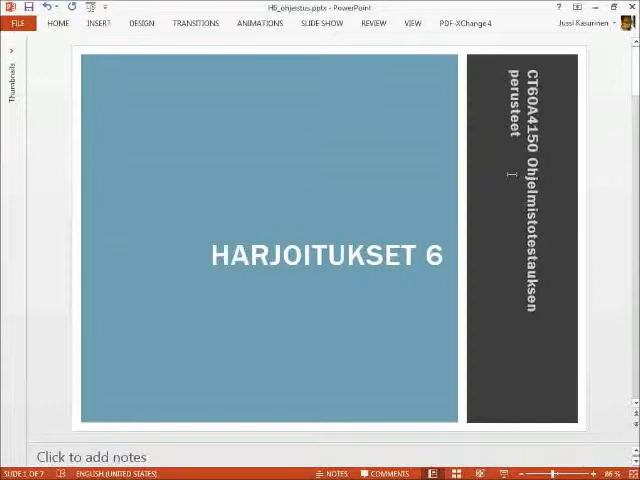 H6_ohjeistus.pptx - PowerPoint
FILE
HOME
INSERT
DESIGN
TRANSITIONS
ANIMATIONS
SLIDE SHOW
REVIEW
VIEW
PDF-XChange 4
Jussi Kasurinen
Thumbnails
HARJOITUKSET 6
CT60A4150 Ohjelmistotestauksen
perusteet
Click to add notes
SLIDE 1 OF 7
ENGLISH (UNITED STATES)
NOTES
COMMENTS
86 %